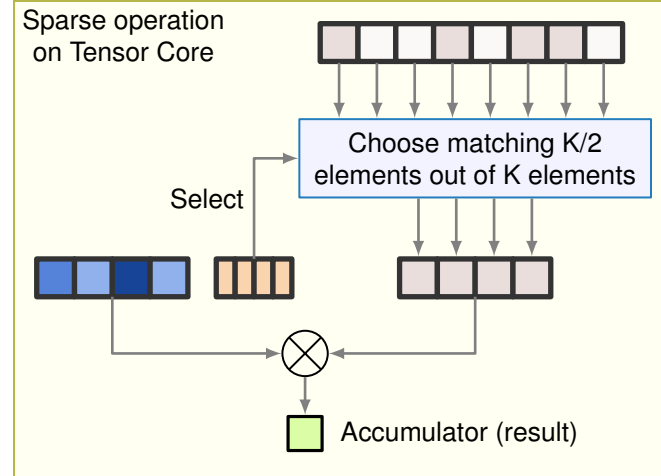 Sparse operation
on Tensor Core
Choose matching K/2
elements out of K elements
Select
Accumulator (result)